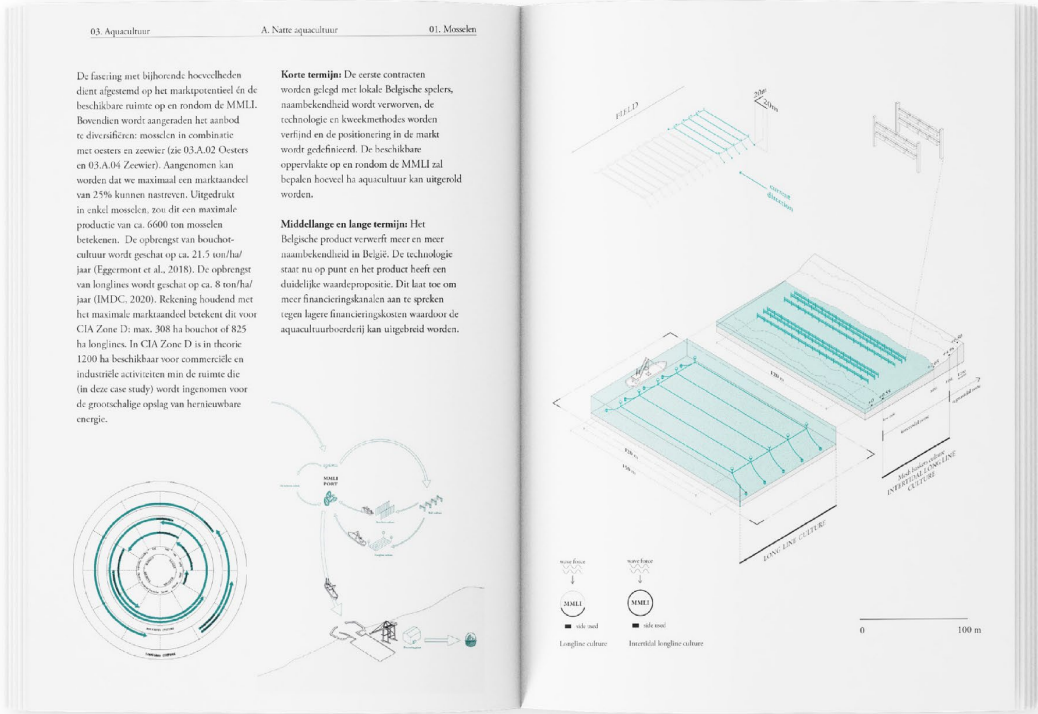 03. Aquacultuur
A. Natte aquacultuur
01. Mosselen
De fasering met bijhorende hoeveelheden
dient afgestemd op het marktpotentieel én de
beschikbare ruimte op en rondom de MMLI.
Bovendien wordt aangeraden het aanbod
te diversifiëren: mosselen in combinatie
met oesters en zeewier (zie 03.A.02 Oesters
en 03.A.04 Zeewier). Aangenomen kan
worden dat we maximaal een marktaandeel
van 25% kunnen nastreven. Uitgedrukt
in enkel mosselen, zou dit een maximale
productie van ca. 6600 ton mosselen
betekenen. De opbrengst van bouchot-
cultuur wordt geschat op ca. 21.5 ton/ha/
jaar (Eggermont et al., 2018). De opbrengst
van longlines wordt geschat op ca. 8 ton/ha/
jaar (IMDC, 2020). Rekening houdend met
het maximale marktaandeel betekent dit voor
CIA Zone D: max. 308 ha bouchot of 825
ha longlines. In CIA Zone D is in theorie
1200 ha beschikbaar voor commerciële en
industriële activiteiten min de ruimte die
(in deze case study) wordt ingenomen voor
de grootschalige opslag van hernieuwbare
energie.
Korte termijn: De eerste contracten
worden gelegd met lokale Belgische spelers,
naambekendheid wordt verworven, de
technologie en kweekmethodes worden
verfijnd en de positionering in de markt
wordt gedefinieerd. De beschikbare
oppervlakte op en rondom de MMLI zal
bepalen hoeveel ha aquacultuur kan uitgerold
worden.
Middellange en lange termijn: Het
Belgische product verwerft meer en meer
naambekendheid in België. De technologie
staat nu op punt en het product heeft een
duidelijke waardepropositie. Dit laat toe om
meer financieringskanalen aan te spreken
tegen lagere financieringskosten waardoor de
aquacultuurboerderij kan uitgebreid worden.
MMLI
PORT
FIELD
20m
20m
current
direction
LONG LINE CULTURE
INTERTIDAL LONG LINE
CULTURE
wave force
wave force
MMLI
MMLI
side used
side used
Longline culture
Intertidal longline culture
0
100 m